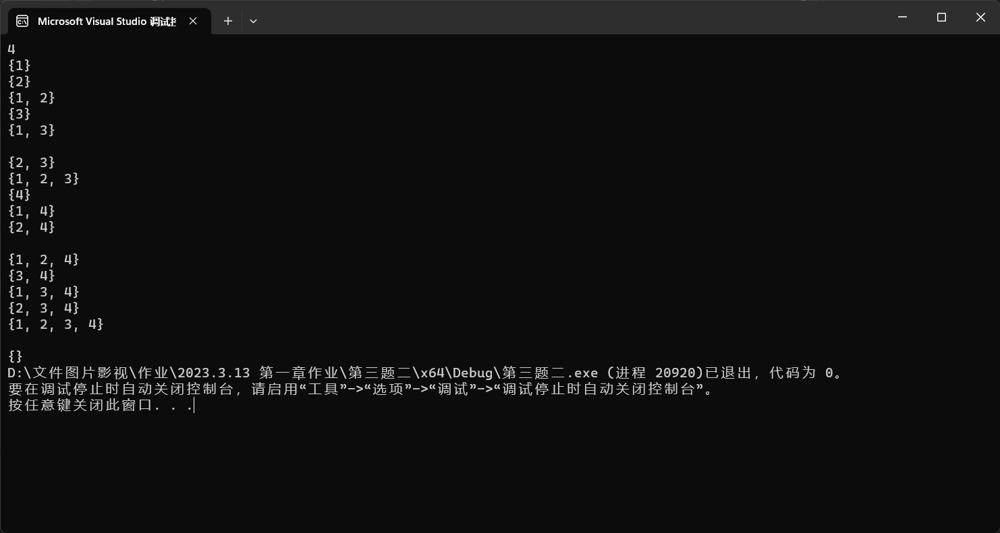 Microsoft Visual Studio 调试
4
{1}
{2}
{1, 2}
{3}
{1, 3}
{2, 3}
{1, 2, 3}
{4}
{1, 4}
{2, 4}
{1, 2, 4}
{3, 4}
{1, 3, 4}
{2, 3, 4}
{1, 2, 3, 4}
{}
D:\文件图片影视\作业\2023.3.13 第一章作业\第三题二\x64\Debug\第三题二.exe (进程 20920)已退出，代码为 0。
要在调试停止时自动关闭控制台，请启用“工具”->“选项”->“调试”->“调试停止时自动关闭控制台”。
按任意键关闭此窗口. . .